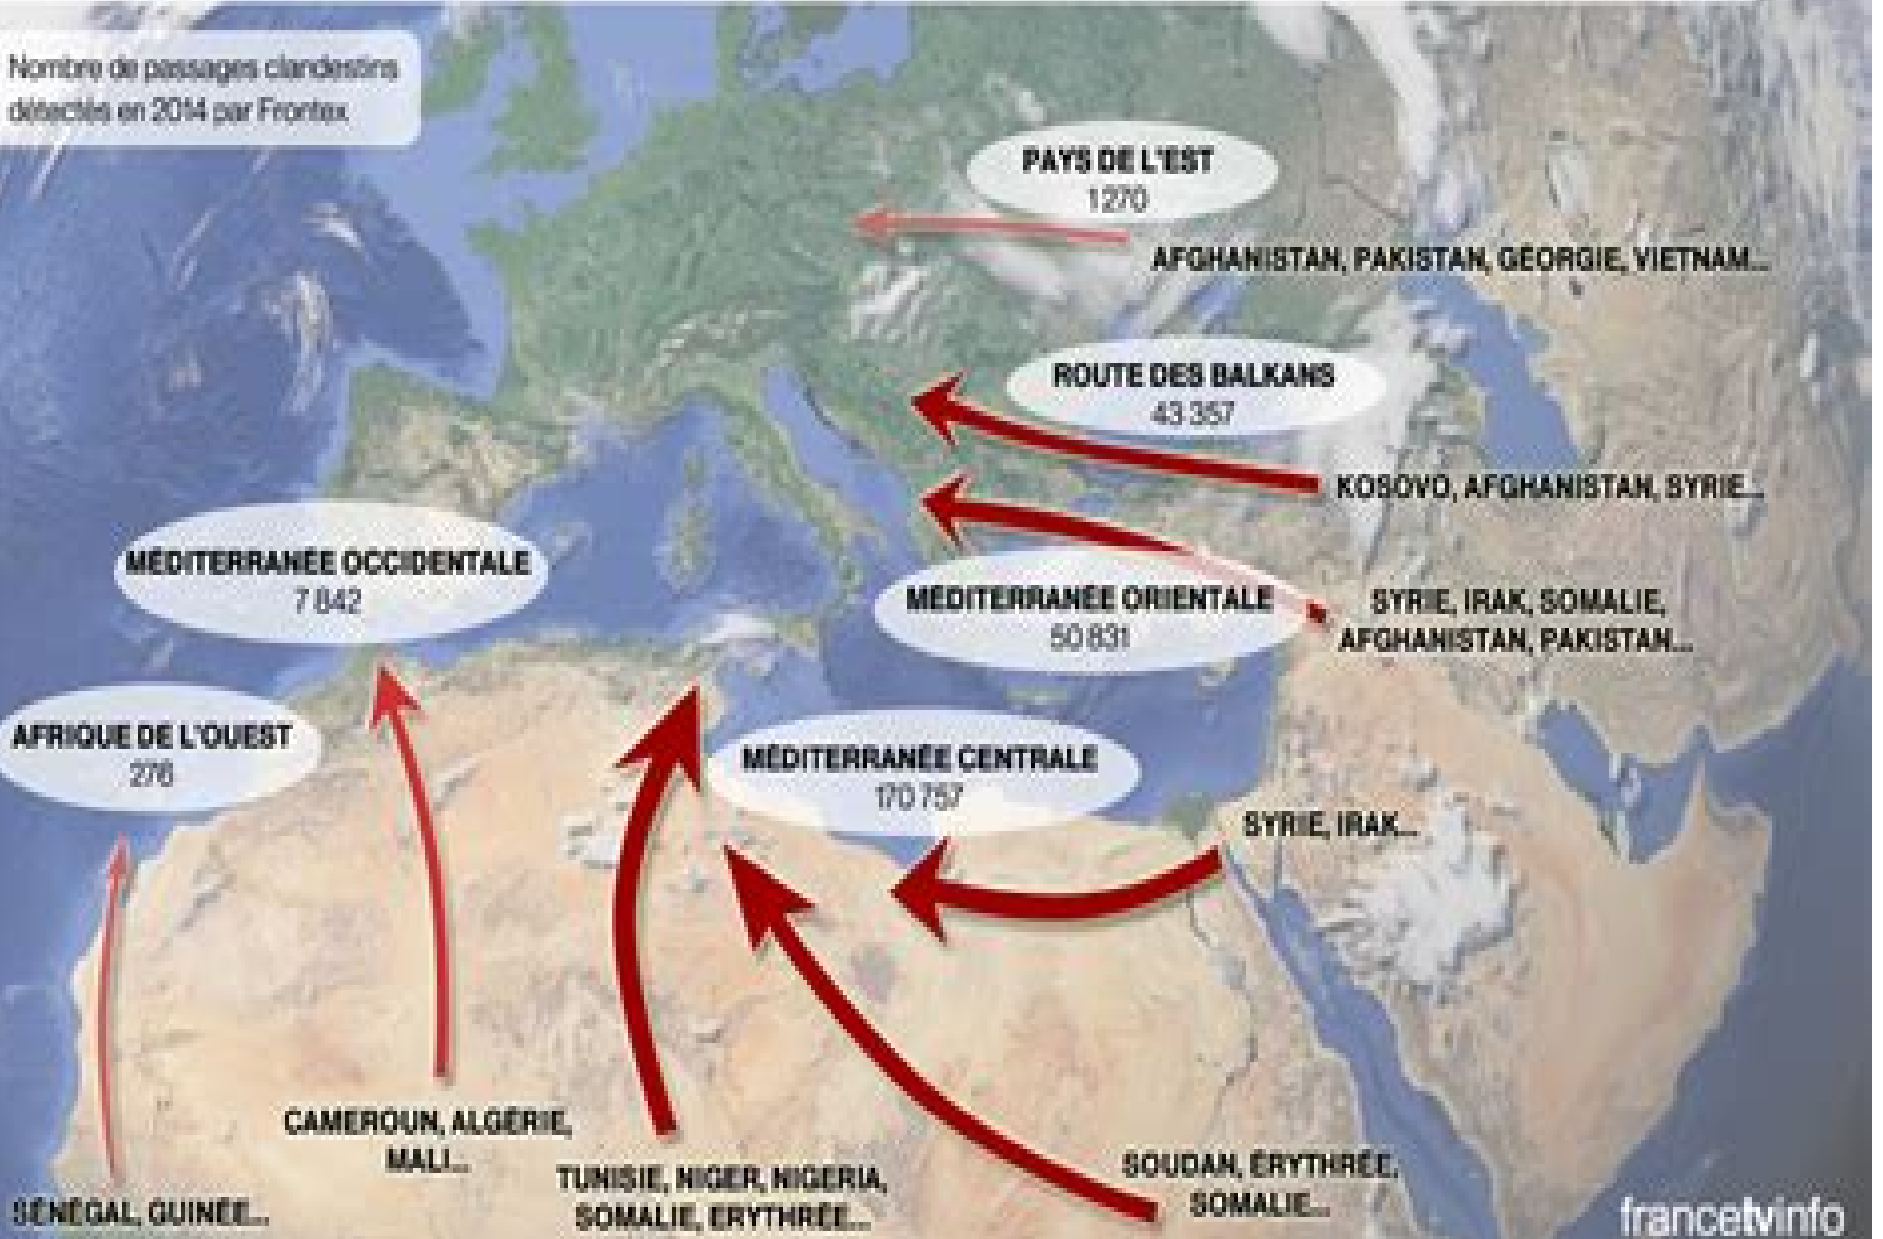 Nombre de passages clandestins
détectés en 2014 par Frontex
PAYS DE L'EST
1270
AFGHANISTAN, PAKISTAN, GÉORGIE, VIETNAM...
ROUTE DES BALKANS
43 357
KOSOVO, AFGHANISTAN, SYRIE...
MÉDITERRANÉE OCCIDENTALE
7 842
MÉDITERRANÉE ORIENTALE
50 831
SYRIE, IRAK, SOMALIE,
AFGHANISTAN, PAKISTAN...
AFRIQUE DE L'OUEST
276
MÉDITERRANÉE CENTRALE
170 757
SYRIE, IRAK...
CAMEROUN, ALGÉRIE,
MALI...
TUNISIE, NIGER, NIGERIA,
SOMALIE, ERYTHRÉE...
SOUDAN, ÉRYTHRÉE,
SOMALIE...
SÉNÉGAL, GUINÉE...
francetvinfo